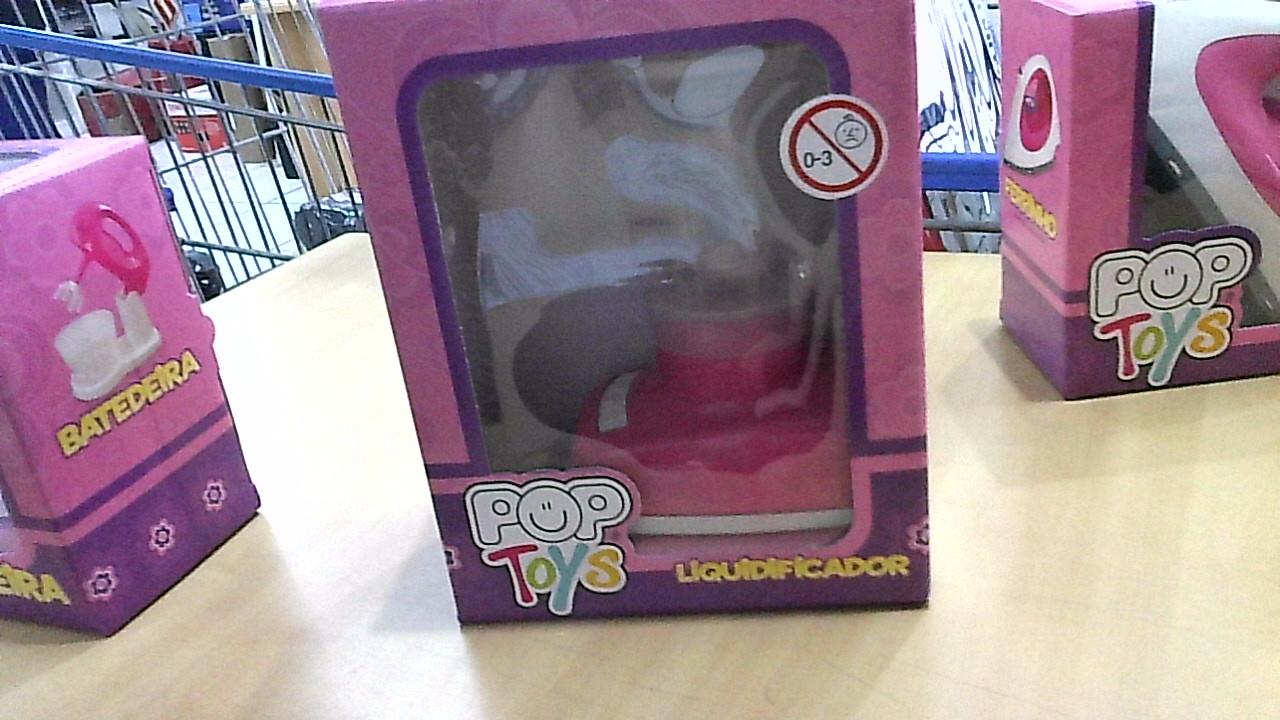 BATEDEIRA
EIRA
0-3
POP
TOYS
LIQUIDIFICADOR
POP
TOYS